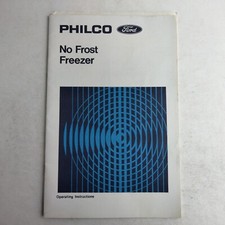 PHILCO Ford
No Frost
Freezer
Operating Instructions